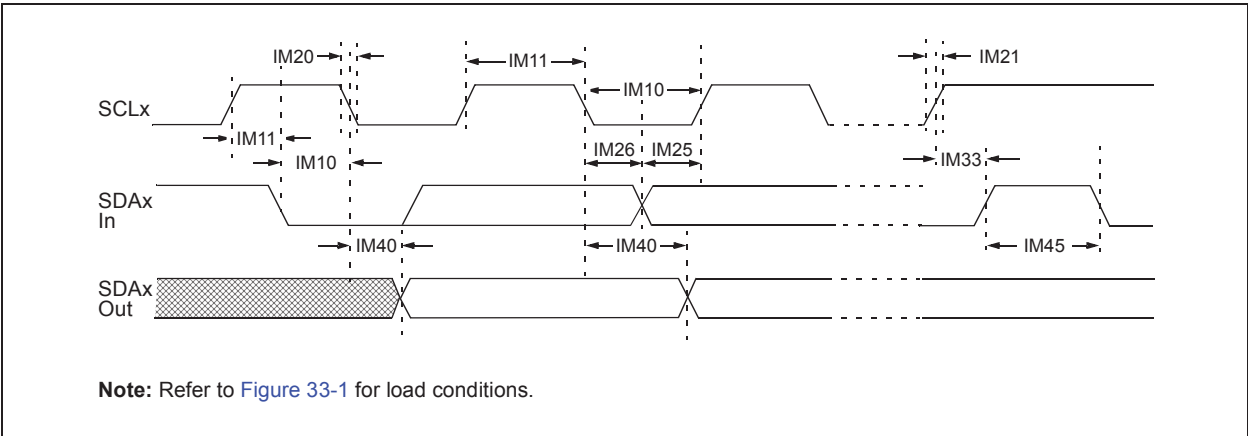 IM20
IM11
IM10
IM21
SCLx
IM11
IM10
IM26
IM25
IM33
SDAx
In
IM40
IM40
IM45
SDAx
Out
Note: Refer to Figure 33-1 for load conditions.